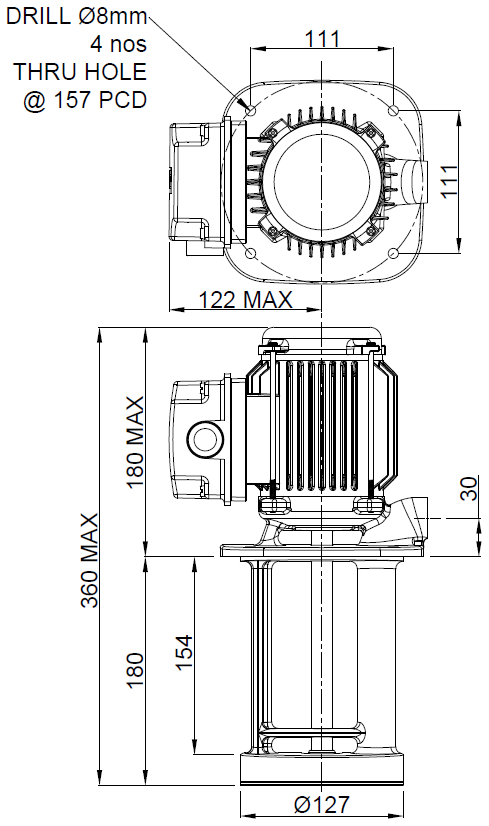 DRILL Ø8mm
4 nos
THRU HOLE
@ 157 PCD
111
111
122 MAX
180 MAX
360 MAX
30
180
154
Ø127